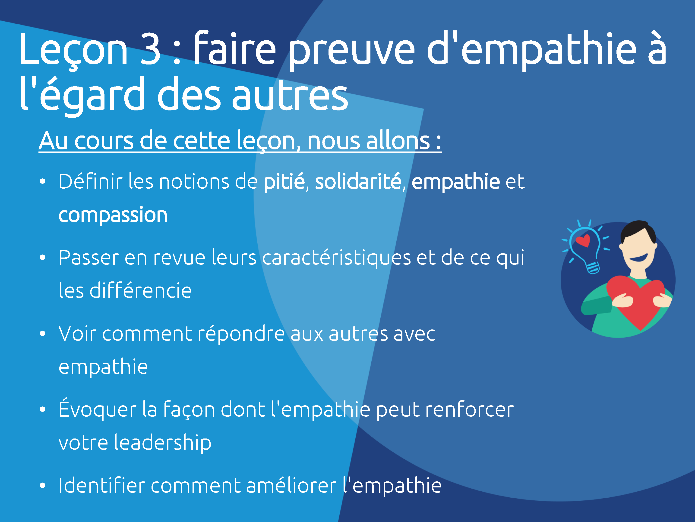 Leçon 3 : faire preuve d'empathie à
l'égard des autres
Au cours de cette leçon, nous allons :
• Définir les notions de pitié, solidarité, empathie et
compassion
• Passer en revue leurs caractéristiques et de ce qui
les différencie
• Voir comment répondre aux autres avec
empathie
• Évoquer la façon dont l'empathie peut renforcer
votre leadership
• Identifier comment améliorer l'empathie